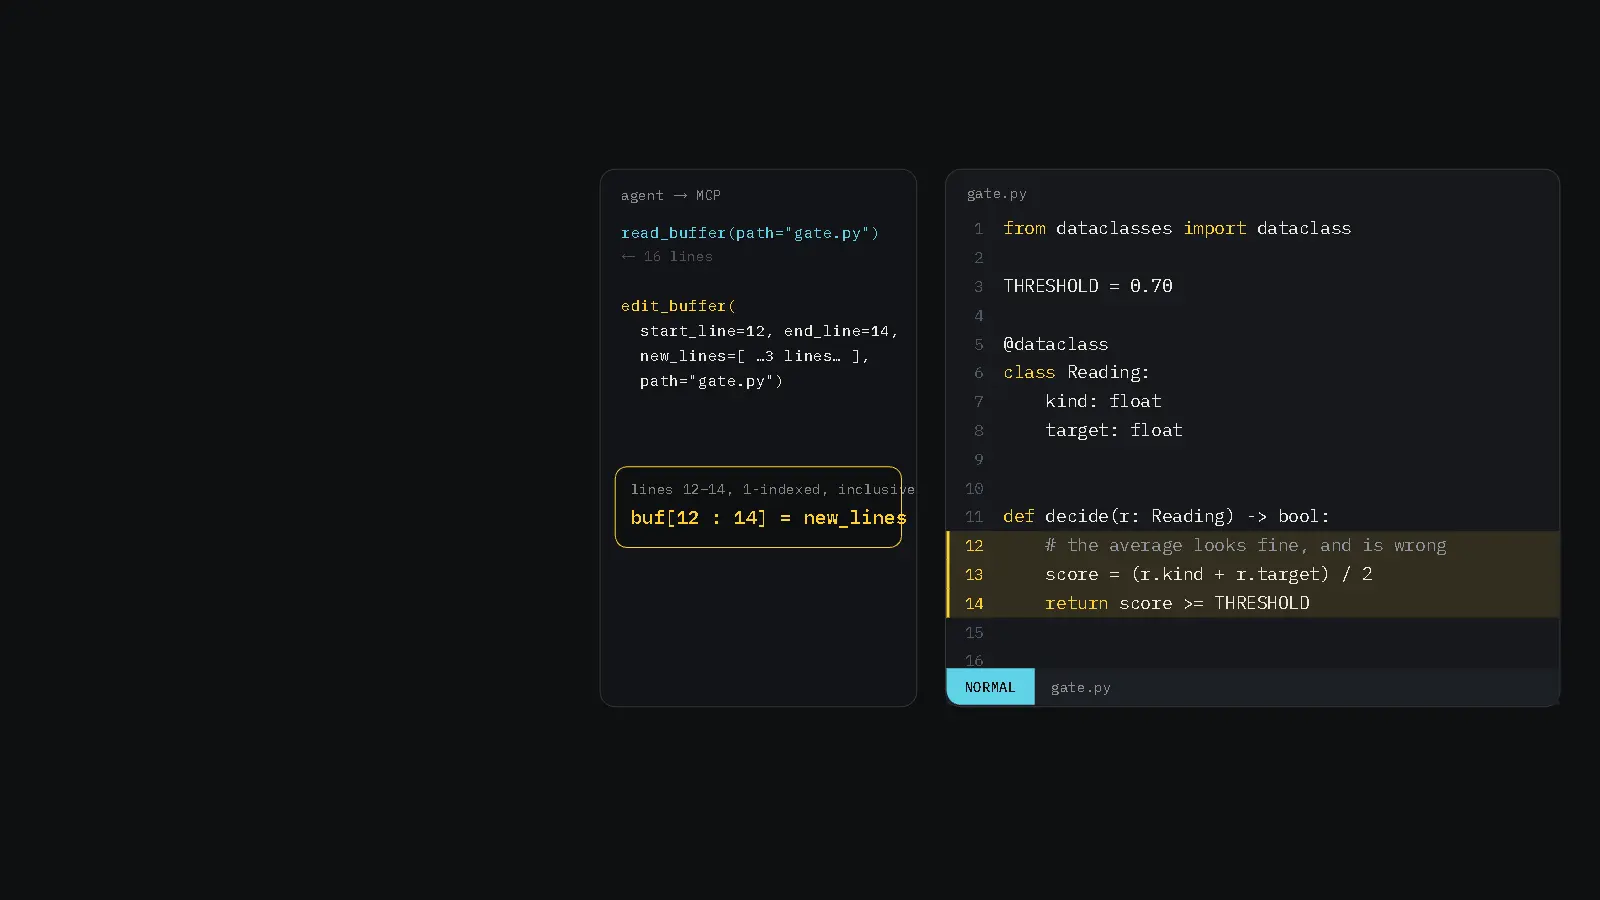 agent → MCP
read_buffer(path="gate.py")
← 16 lines
edit_buffer(
  start_line=12, end_line=14,
  new_lines=[ …3 lines… ],
  path="gate.py")
lines 12–14, 1-indexed, inclusive
buf[12 : 14] = new_lines
gate.py
1 from dataclasses import dataclass
2
3 THRESHOLD = 0.70
4
5 @dataclass
6 class Reading:
7     kind: float
8     target: float
9
10
11 def decide(r: Reading) -> bool:
12     # the average looks fine, and is wrong
13     score = (r.kind + r.target) / 2
14     return score >= THRESHOLD
15
16
NORMAL gate.py